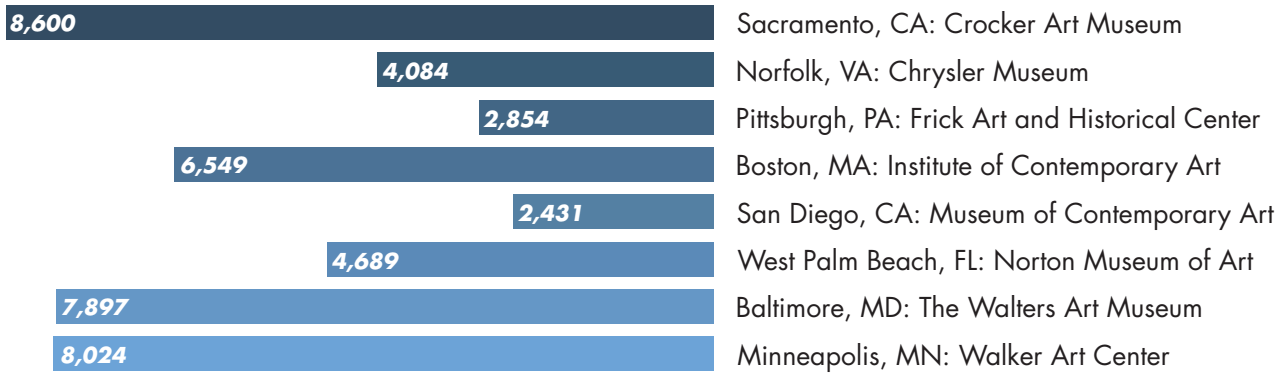 8,600 Sacramento, CA: Crocker Art Museum
4,084 Norfolk, VA: Chrysler Museum
2,854 Pittsburgh, PA: Frick Art and Historical Center
6,549 Boston, MA: Institute of Contemporary Art
2,431 San Diego, CA: Museum of Contemporary Art
4,689 West Palm Beach, FL: Norton Museum of Art
7,897 Baltimore, MD: The Walters Art Museum
8,024 Minneapolis, MN: Walker Art Center